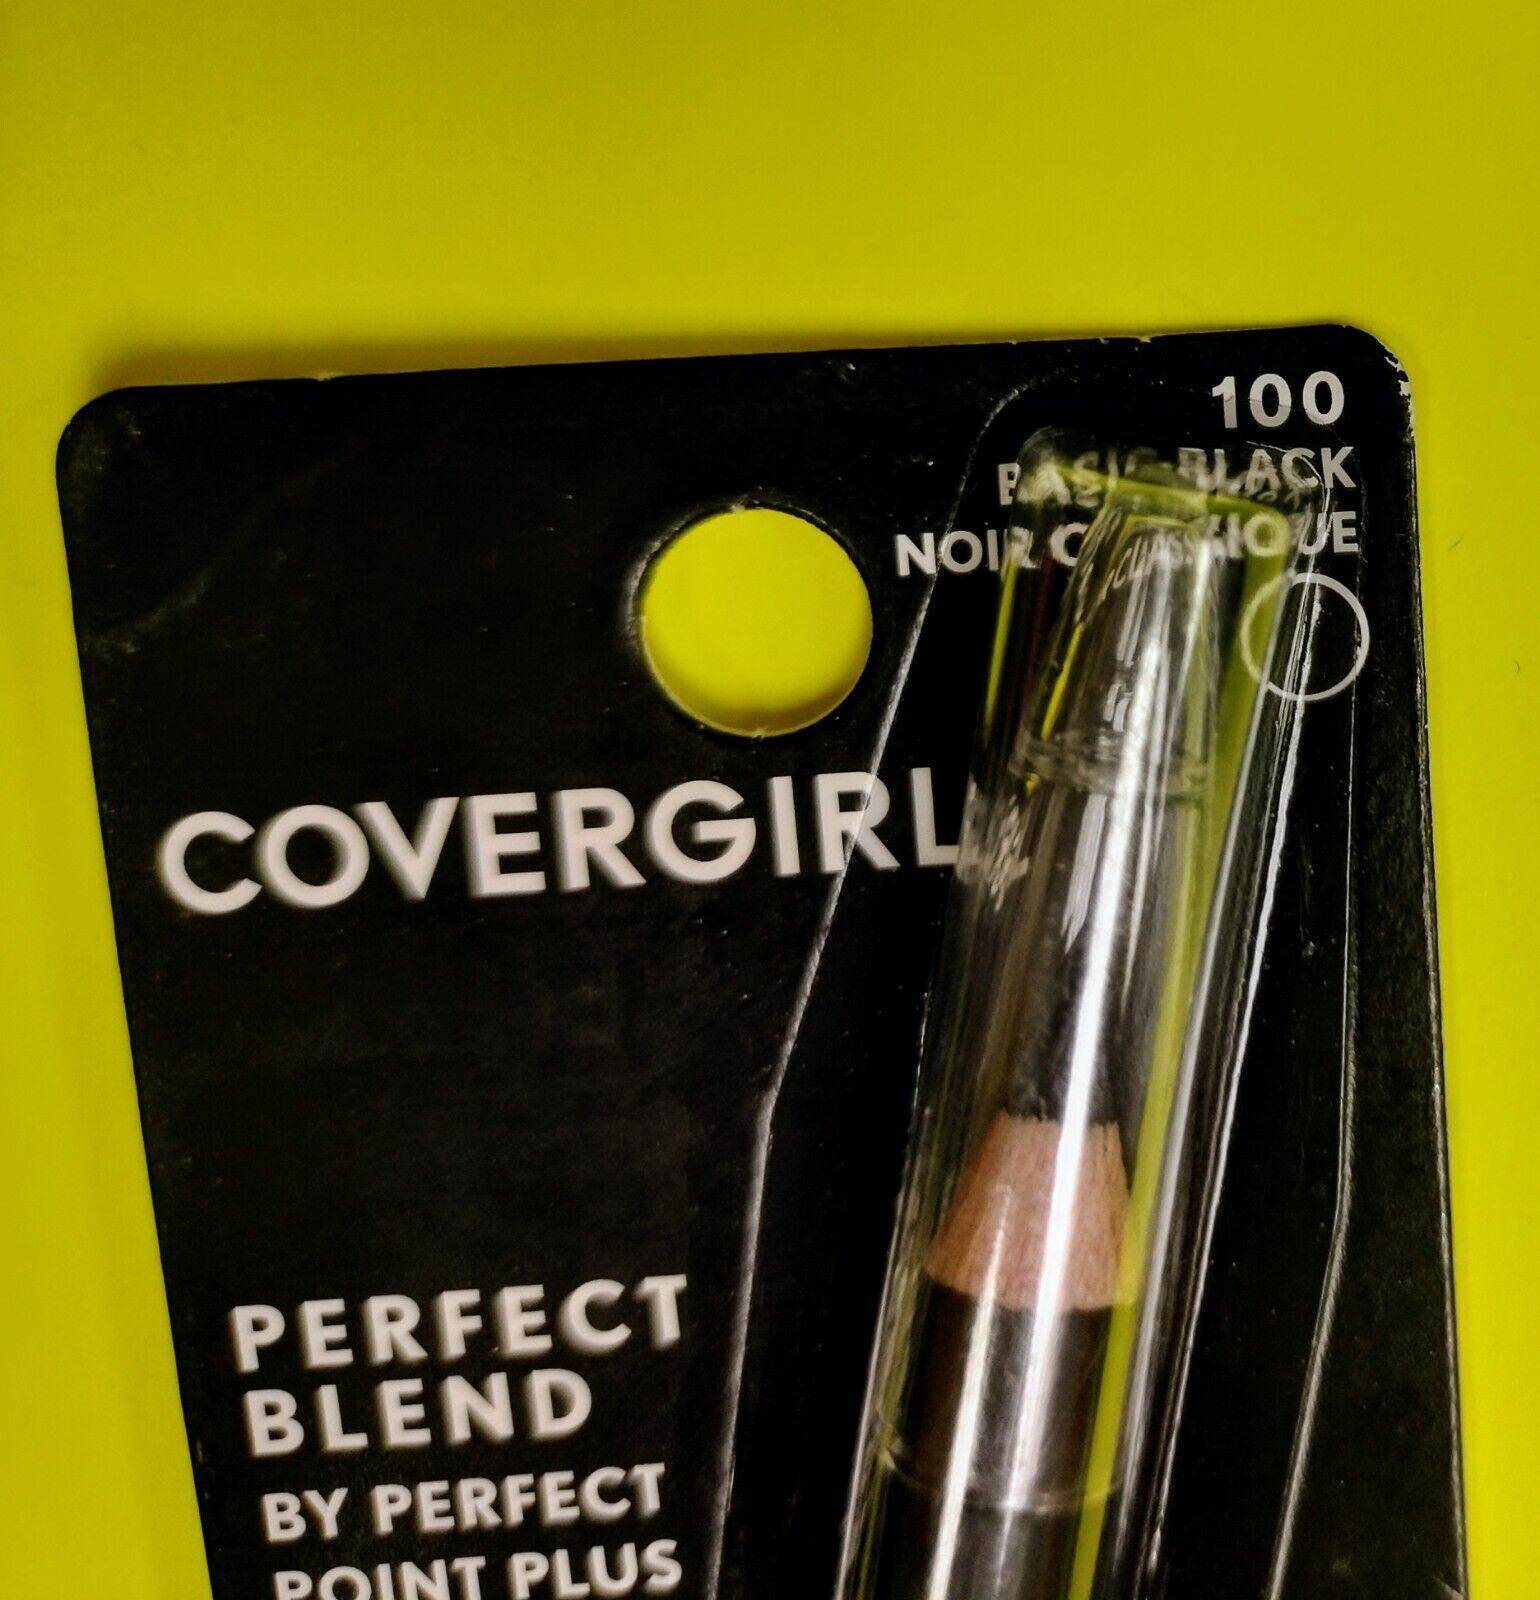 100
BASIC BLACK
NOIR CLASSIQUE
COVERGIRL
PERFECT
BLEND
BY PERFECT
POINT PLUS